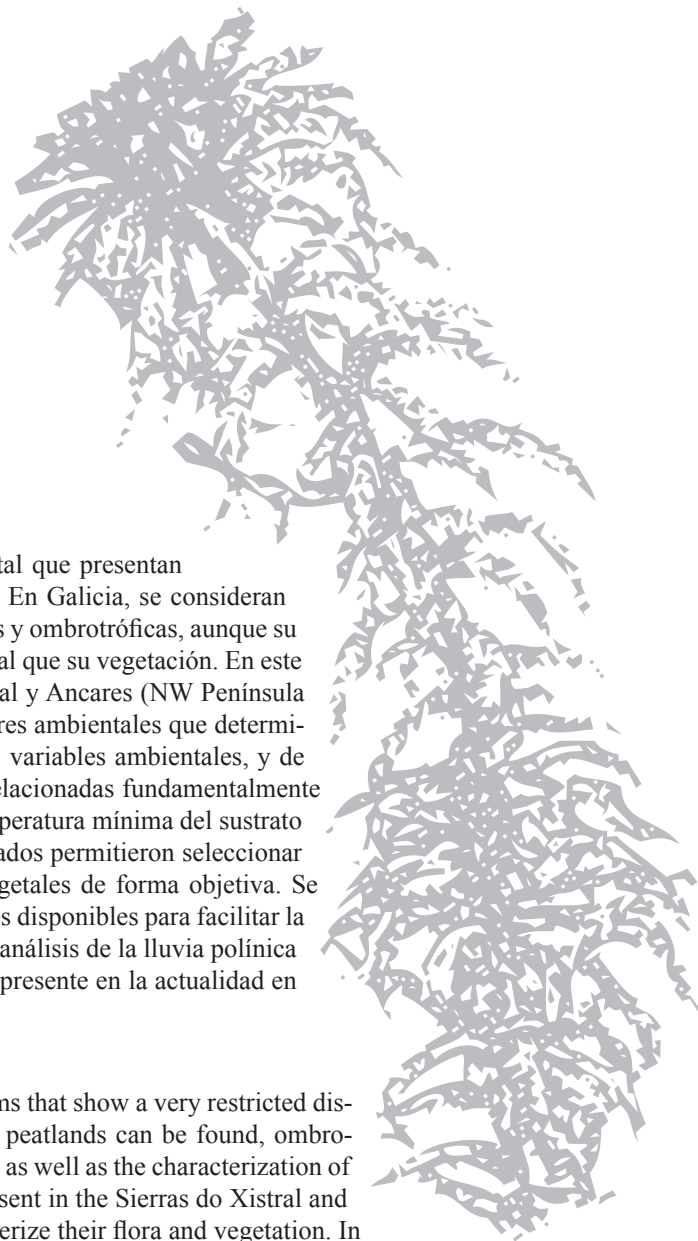 tal que presentan
En Galicia, se consideran
s y ombrotróficas, aunque su
al que su vegetación. En este
al y Ancares (NW Península
res ambientales que determi-
variables ambientales, y de
elacionadas fundamentalmente
peratura mínima del sustrato
ados permitieron seleccionar
getales de forma objetiva. Se
s disponibles para facilitar la
análisis de la lluvia polínica
presente en la actualidad en
ms that show a very restricted dis-
peatlands can be found, ombro-
as well as the characterization of
sent in the Sierras do Xistral and
terize their flora and vegetation. In